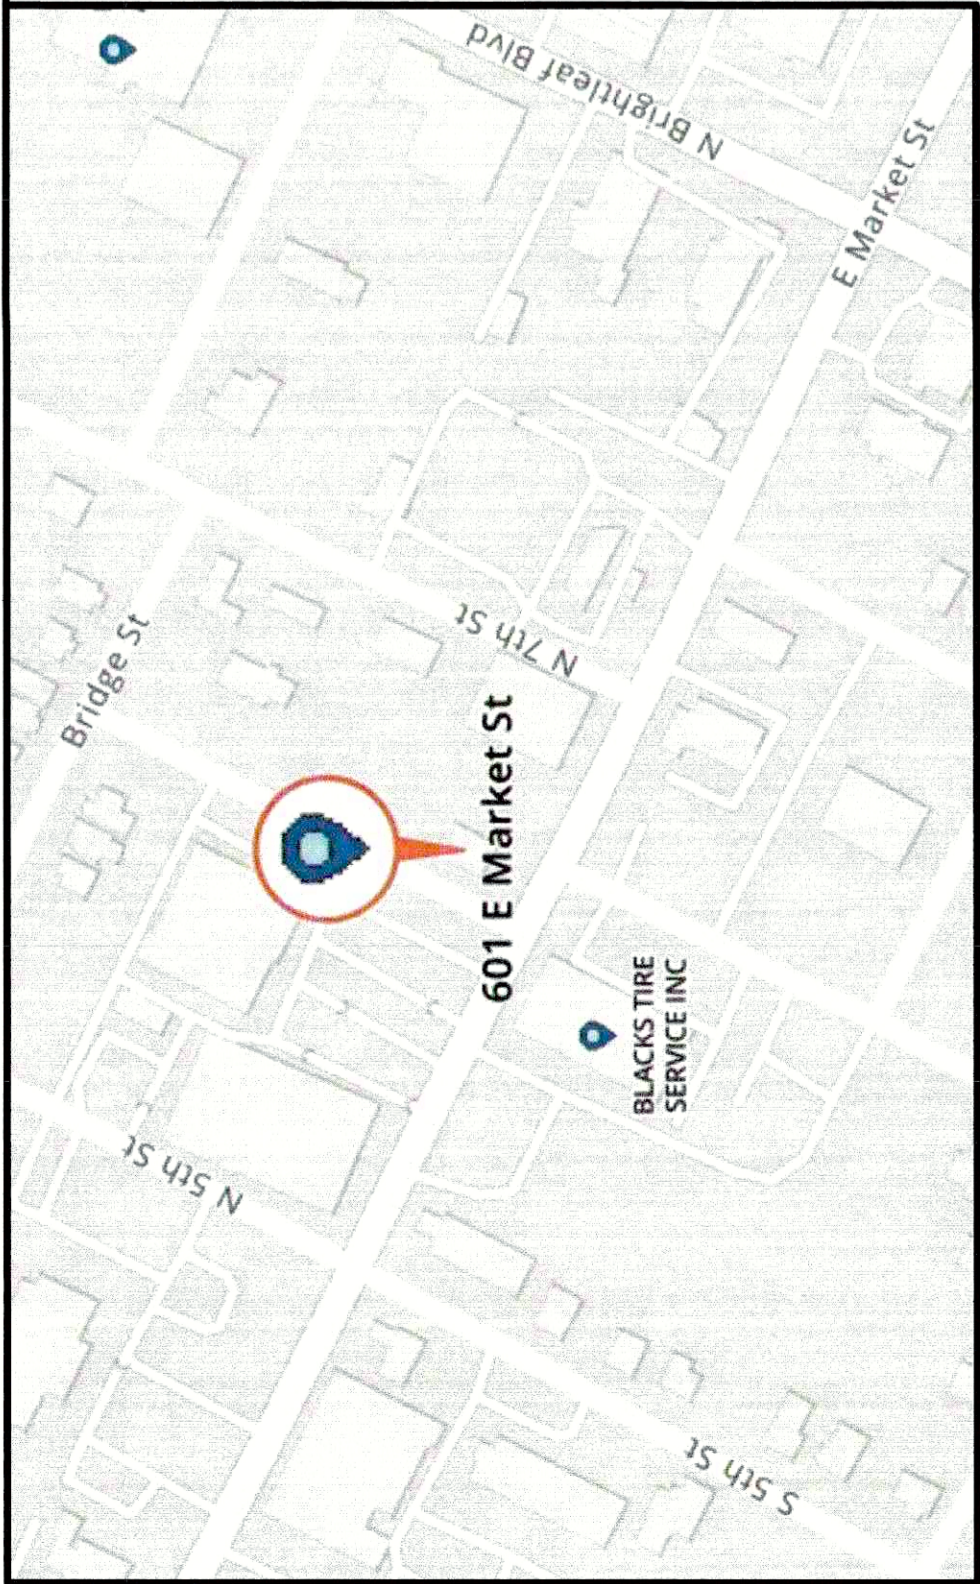 N Brightleaf Blvd
E Market St
Bridge St
N 7th St
601 E Market St
BLACKS TIRE
SERVICE INC
N 5th St
S 5th St